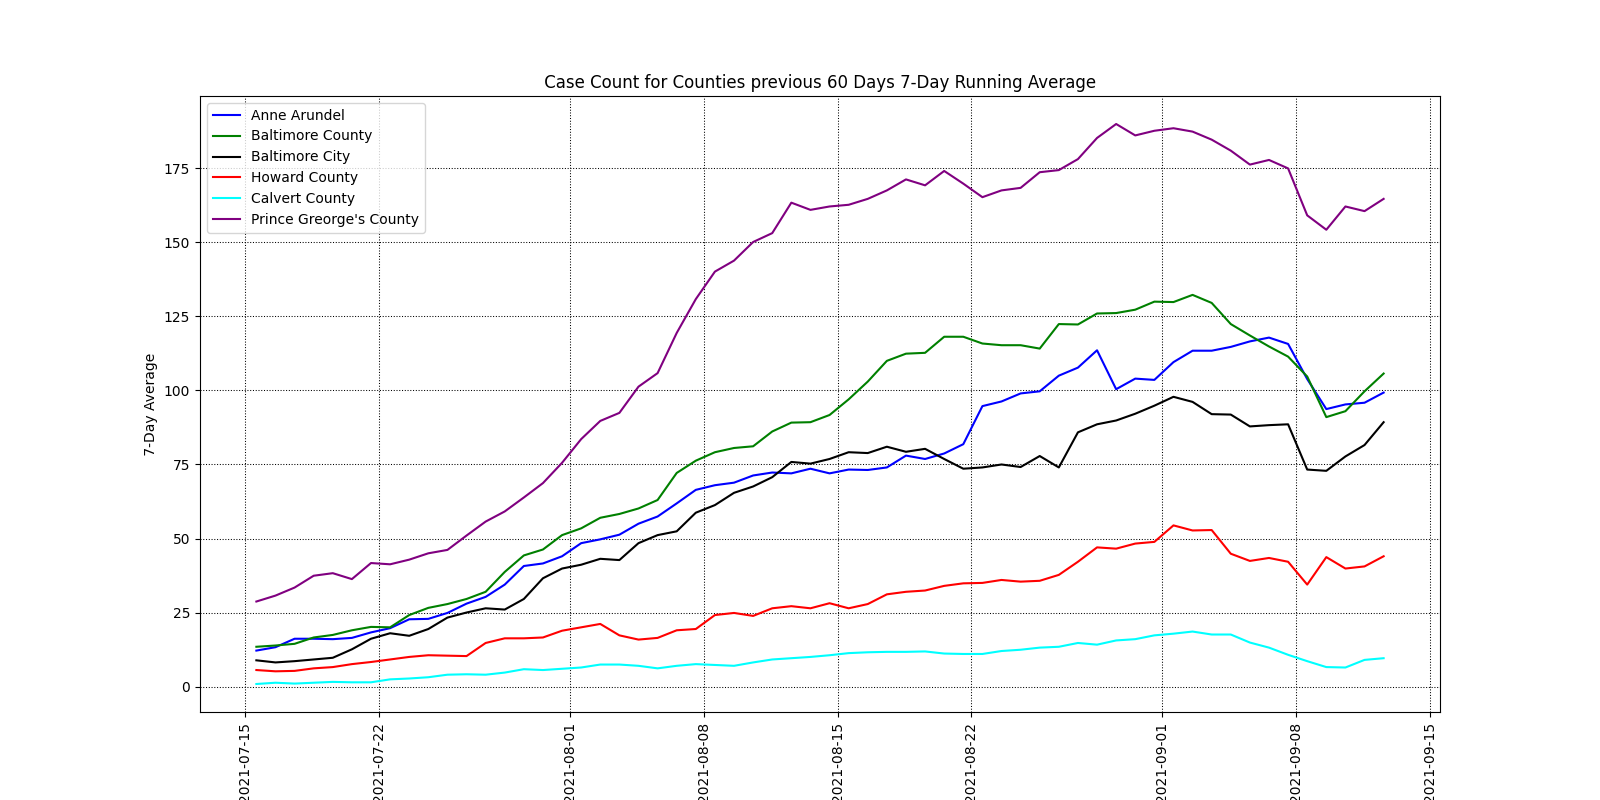 Case Count for Counties previous 60 Days 7-Day Running Average
Anne Arundel
Baltimore County
Baltimore City
Howard County
Calvert County
Prince Greorge's County
7-Day Average
175
150
125
100
75
50
25
0
2021-07-15
2021-07-22
2021-08-01
2021-08-08
2021-08-15
2021-08-22
2021-09-01
2021-09-08
2021-09-15